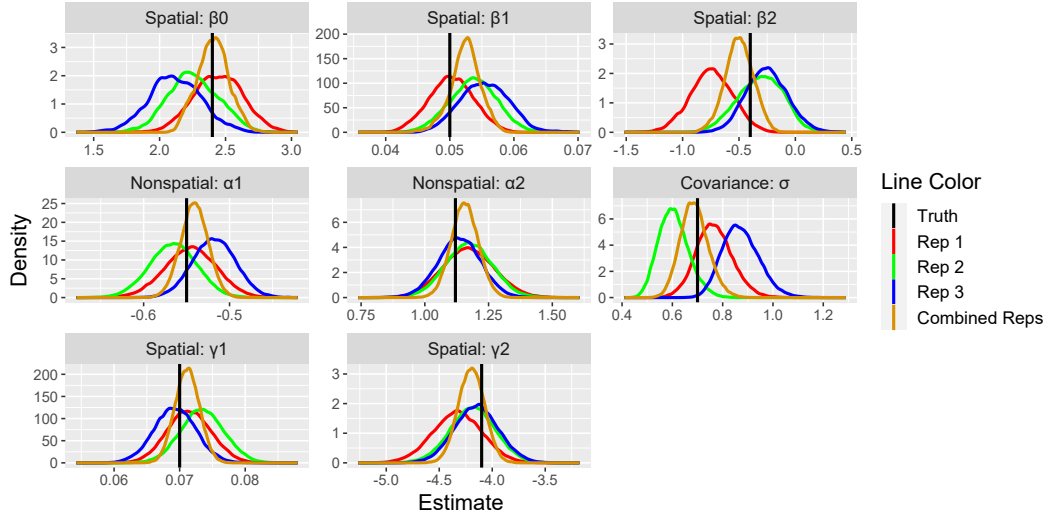 Spatial: β0
Spatial: β1
Spatial: β2
3
2
1
0
1.5 2.0 2.5 3.0
200
150
100
50
0
0.04 0.05 0.06 0.07
3
2
1
0
-1.5 -1.0 -0.5 0.0 0.5
Nonspatial: α1
Nonspatial: α2
Covariance: σ
25
20
15
10
5
0
-0.6 -0.5
6
4
2
0
0.75 1.00 1.25 1.50
6
4
2
0
0.4 0.6 0.8 1.0 1.2
Spatial: γ1
Spatial: γ2
200
150
100
50
0
0.06 0.07 0.08
3
2
1
0
-5.0 -4.5 -4.0 -3.5
Density
Estimate
Line Color
Truth
Rep 1
Rep 2
Rep 3
Combined Reps